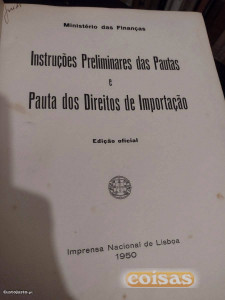 Ministério das Finanças
Instruções Preliminares das Pautas
e
Pauta dos Direitos de Importação
Edição oficial
Imprensa Nacional de Lisboa
1950
coisas